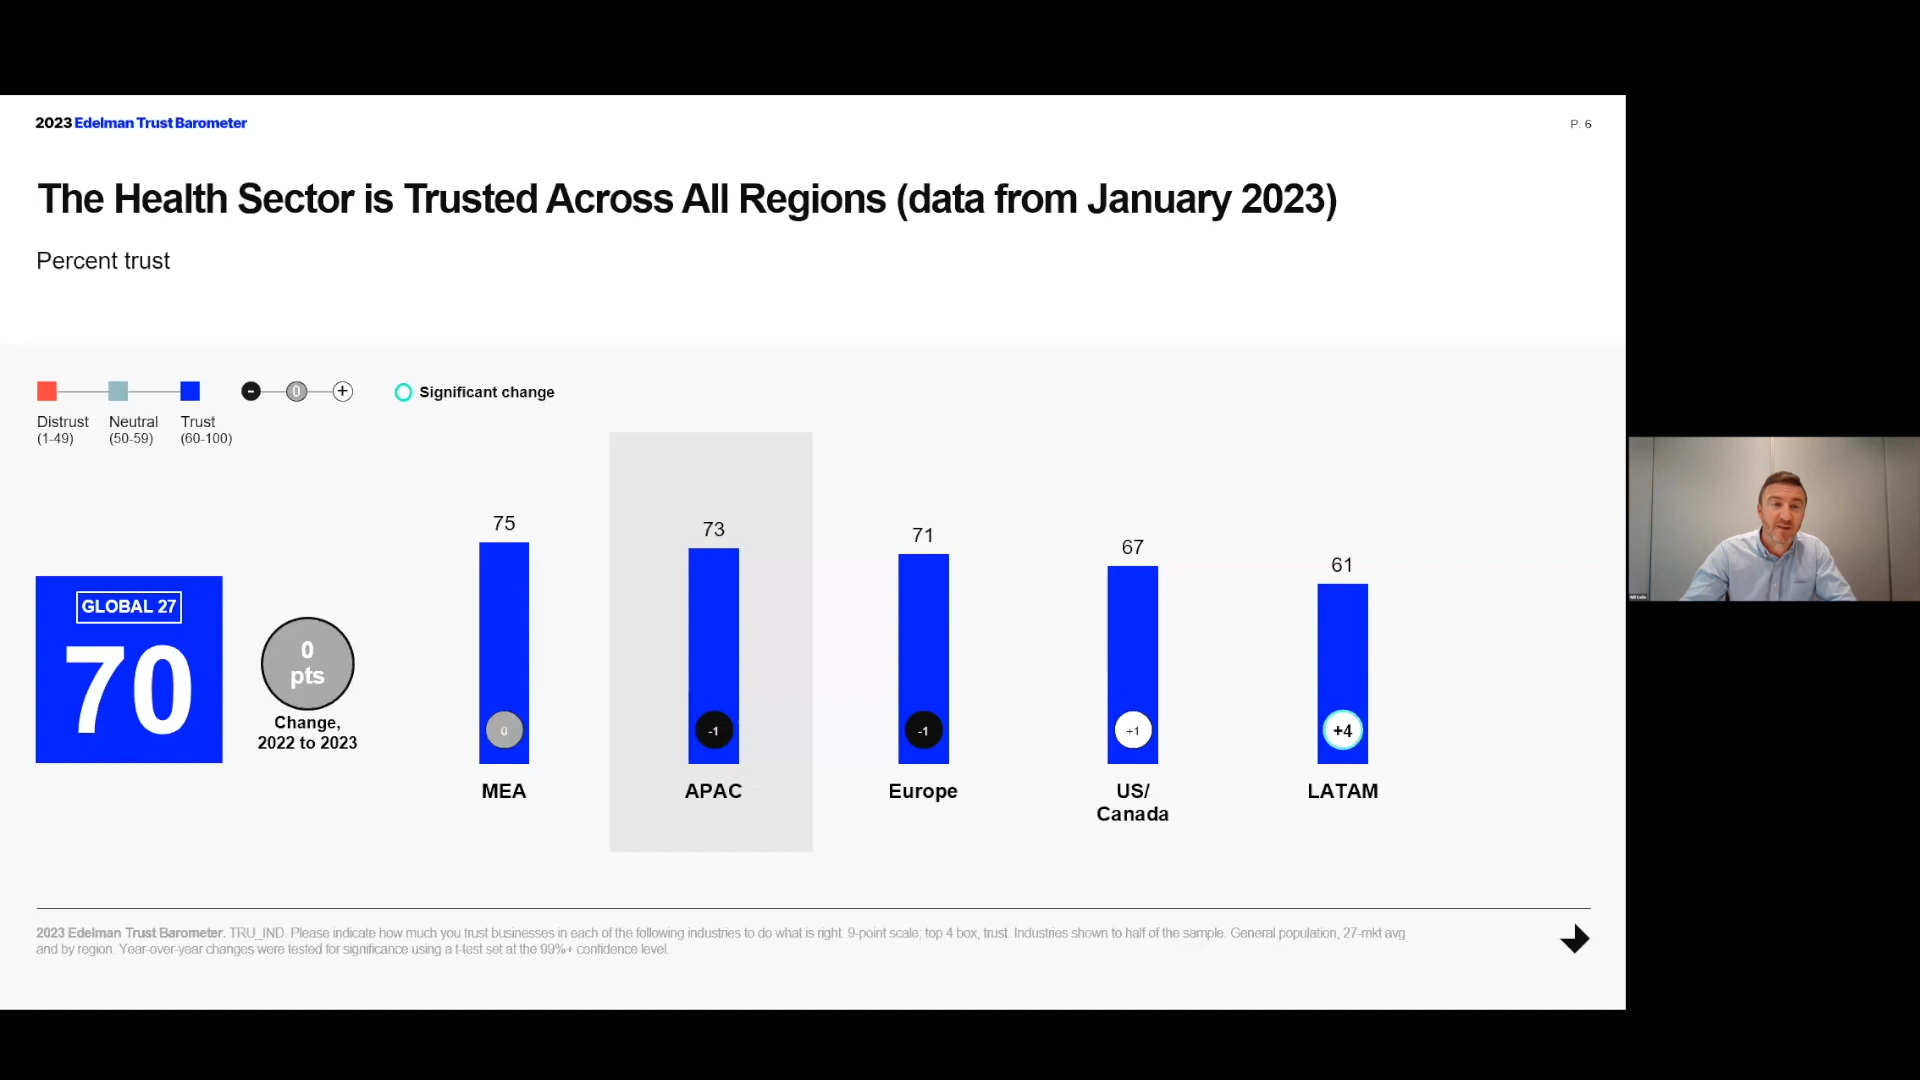 2023 Edelman Trust Barometer
P. 6
The Health Sector is Trusted Across All Regions (data from January 2023)
Percent trust
- 0 +
Significant change
Distrust Neutral Trust
(1-49) (50-59) (60-100)
GLOBAL 27
70
0
pts
Change,
2022 to 2023
75 73 71 67 61
0 -1 -1 +1 +4
MEA APAC Europe US/ LATAM
Canada
2023 Edelman Trust Barometer. TRU_IND. Please indicate how much you trust businesses in each of the following industries to do what is right. 9-point scale; top 4 box, trust. Industries shown to half of the sample. General population, 27-mkt avg
and by region. Year-over-year changes were tested for significance using a t-test set at the 99%+ confidence level.